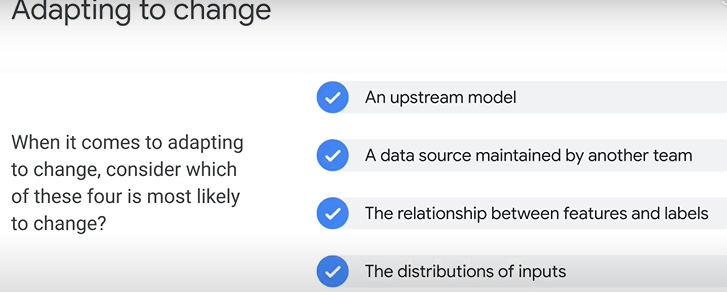 Adapting to change
When it comes to adapting
to change, consider which
of these four is most likely
to change?
An upstream model
A data source maintained by another team
The relationship between features and labels
The distributions of inputs